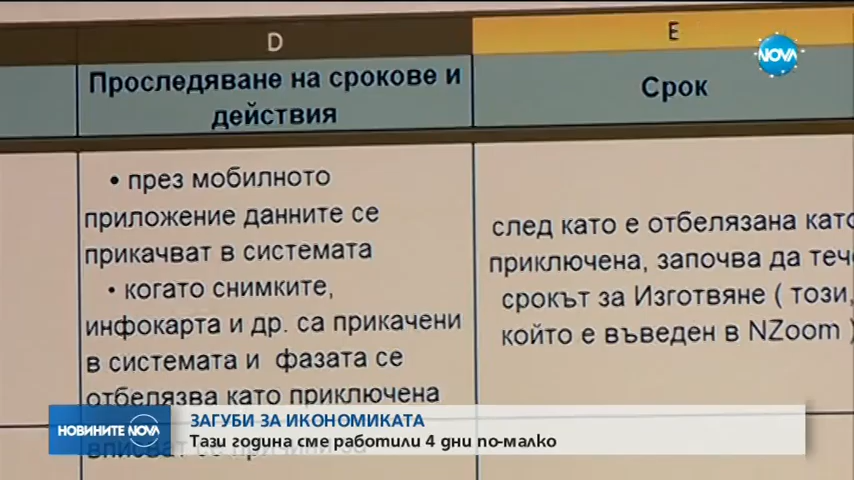 D
E
NOVA
Проследяване на срокове и
действия
Срок
• през мобилното
приложение данните се
прикачват в системата
• когато снимките,
инфокарта и др. са прикачени
в системата и фазата се
отбелязва като приключена
след като е отбелязана като
приключена, започва да теч
срокът за Изготвяне ( този,
който е въведен в NZoom )
НОВИНИТЕ NOVA
ЗАГУБИ ЗА ИКОНОМИКАТА
Тази година сме работили 4 дни по-малко